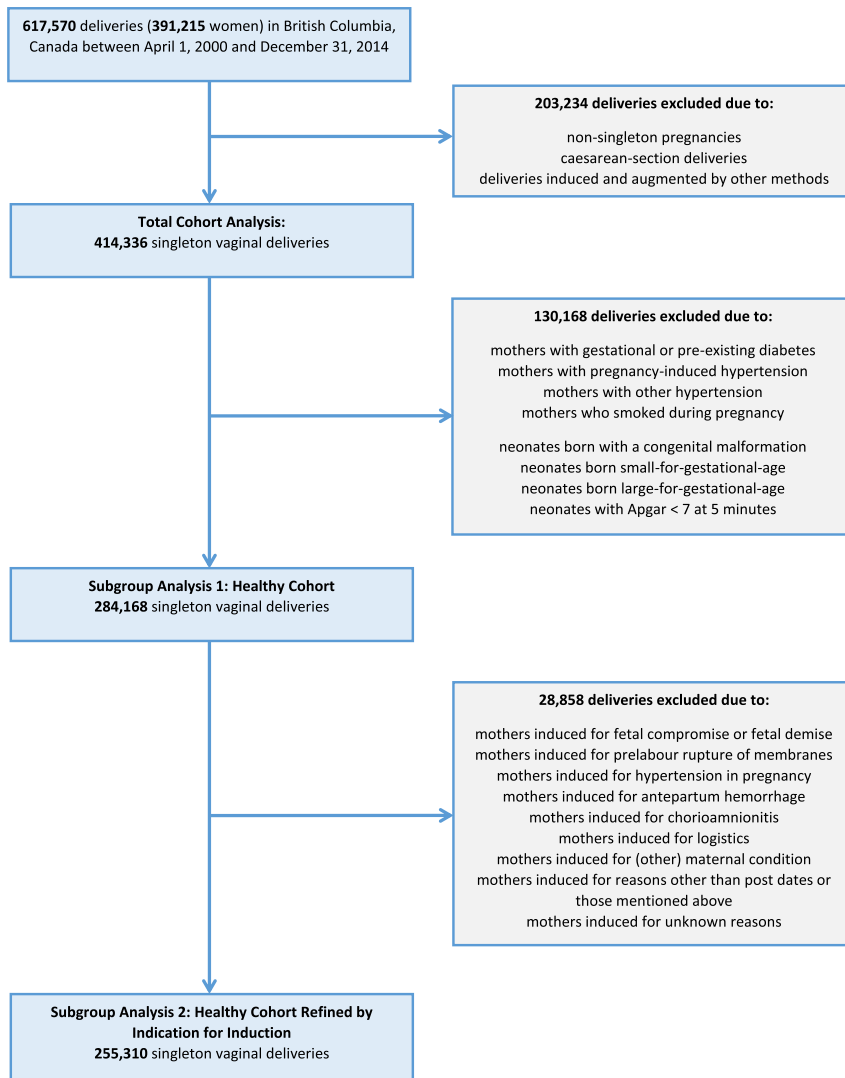 617,570 deliveries (391,215 women) in British Columbia,
Canada between April 1, 2000 and December 31, 2014
203,234 deliveries excluded due to:
non-singleton pregnancies
caesarean-section deliveries
deliveries induced and augmented by other methods
Total Cohort Analysis:
414,336 singleton vaginal deliveries
130,168 deliveries excluded due to:
mothers with gestational or pre-existing diabetes
mothers with pregnancy-induced hypertension
mothers with other hypertension
mothers who smoked during pregnancy
neonates born with a congenital malformation
neonates born small-for-gestational-age
neonates born large-for-gestational-age
neonates with Apgar < 7 at 5 minutes
Subgroup Analysis 1: Healthy Cohort
284,168 singleton vaginal deliveries
28,858 deliveries excluded due to:
mothers induced for fetal compromise or fetal demise
mothers induced for prelabour rupture of membranes
mothers induced for hypertension in pregnancy
mothers induced for antepartum hemorrhage
mothers induced for chorioamnionitis
mothers induced for logistics
mothers induced for (other) maternal condition
mothers induced for reasons other than post dates or
those mentioned above
mothers induced for unknown reasons
Subgroup Analysis 2: Healthy Cohort Refined by
Indication for Induction
255,310 singleton vaginal deliveries